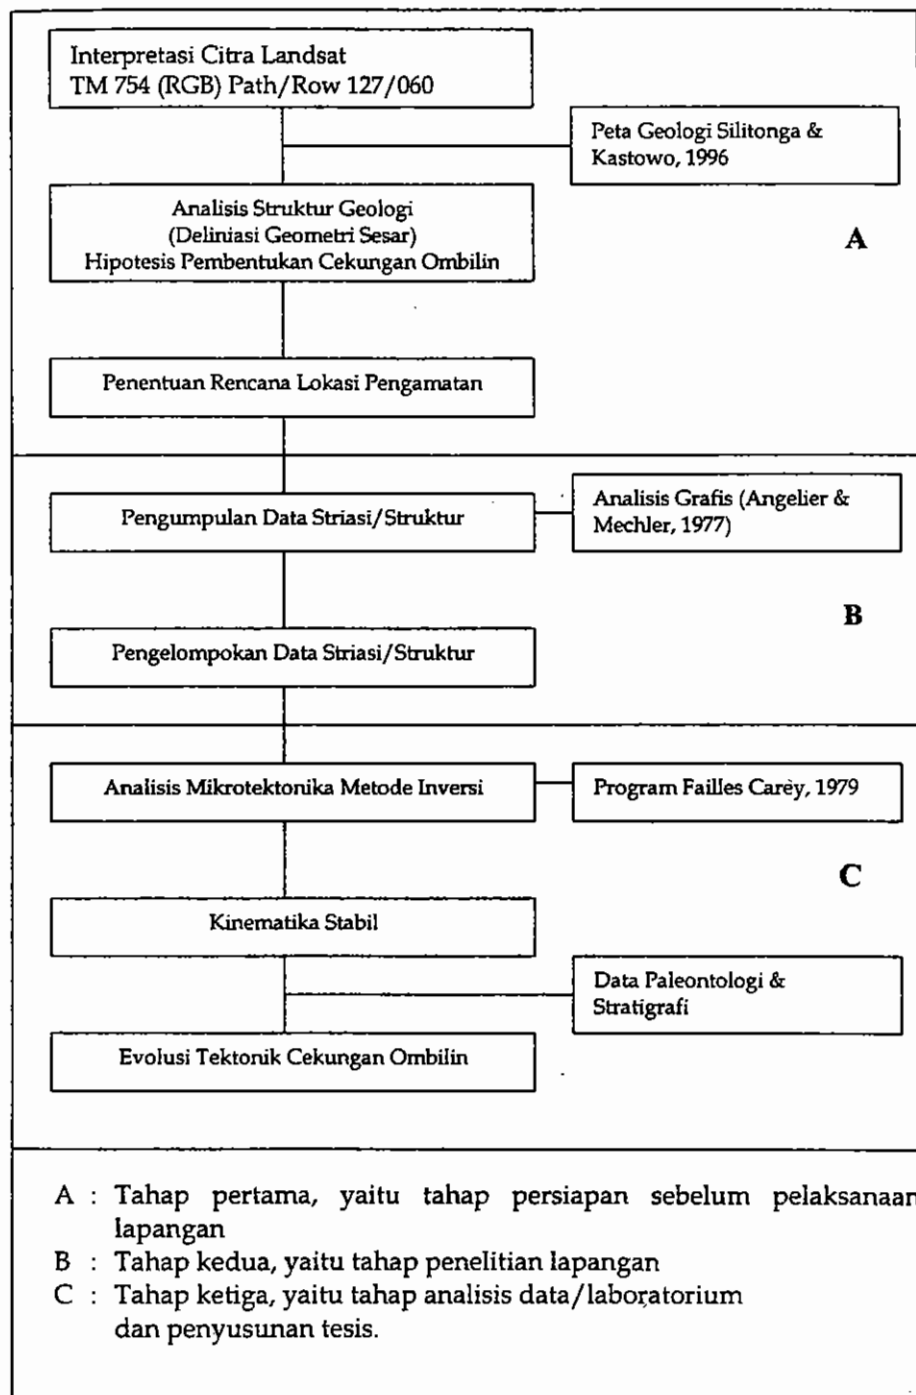 Interpretasi Citra Landsat
TM 754 (RGB) Path/Row 127/060
Peta Geologi Silitonga &
Kastowo, 1996
Analisis Struktur Geologi
(Deliniasi Geometri Sesar)
Hipotesis Pembentukan Cekungan Ombilin
A
Penentuan Rencana Lokasi Pengamatan
Pengumpulan Data Striasi/Struktur
Analisis Grafis (Angelier &
Mechler, 1977)
B
Pengelompokan Data Striasi/Struktur
Analisis Mikrotektonika Metode Inversi
Program Failles Carey, 1979
C
Kinematika Stabil
Data Paleontologi &
Stratigrafi
Evolusi Tektonik Cekungan Ombilin
A : Tahap pertama, yaitu tahap persiapan sebelum pelaksanaan
lapangan
B : Tahap kedua, yaitu tahap penelitian lapangan
C : Tahap ketiga, yaitu tahap analisis data/laboratorium
dan penyusunan tesis.